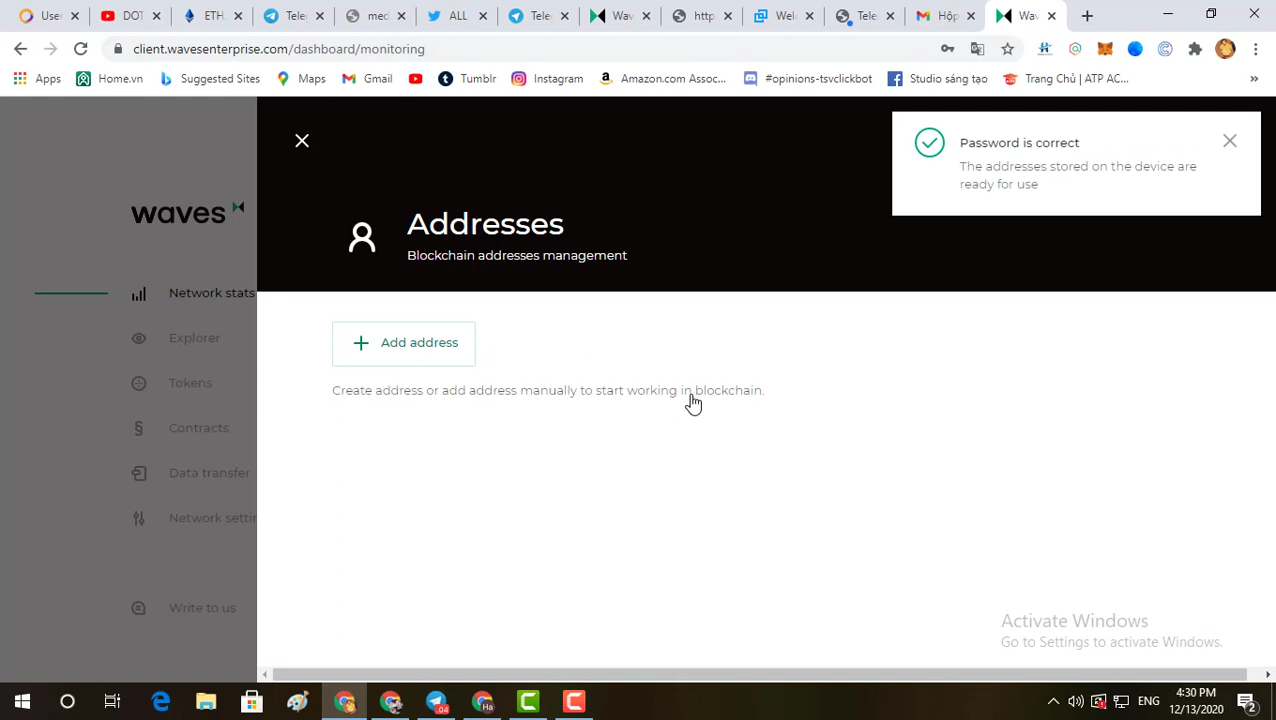 Use
DO
ETH.
Tele
med
ALL
Tele
Wav
http
Wel
Tele
Hộp
Wav
client.wavesenterprise.com/dashboard/monitoring
Apps
Home.vn
Suggested Sites
Maps
Gmail
Tumblr
Instagram
Amazon.com Assoc...
#opinions-tsvclickbot
Studio sáng tạo
Trang Chủ | ATP AC...
»
Password is correct
The addresses stored on the device are
ready for use
waves
Addresses
Blockchain addresses management
Network stats
Explorer
Tokens
Contracts
Data transfer
Network settin
Write to us
Add address
Create address or add address manually to start working in blockchain.
Activate Windows
Go to Settings to activate Windows.
04
Ha
ENG
4:30 PM
12/13/2020
2